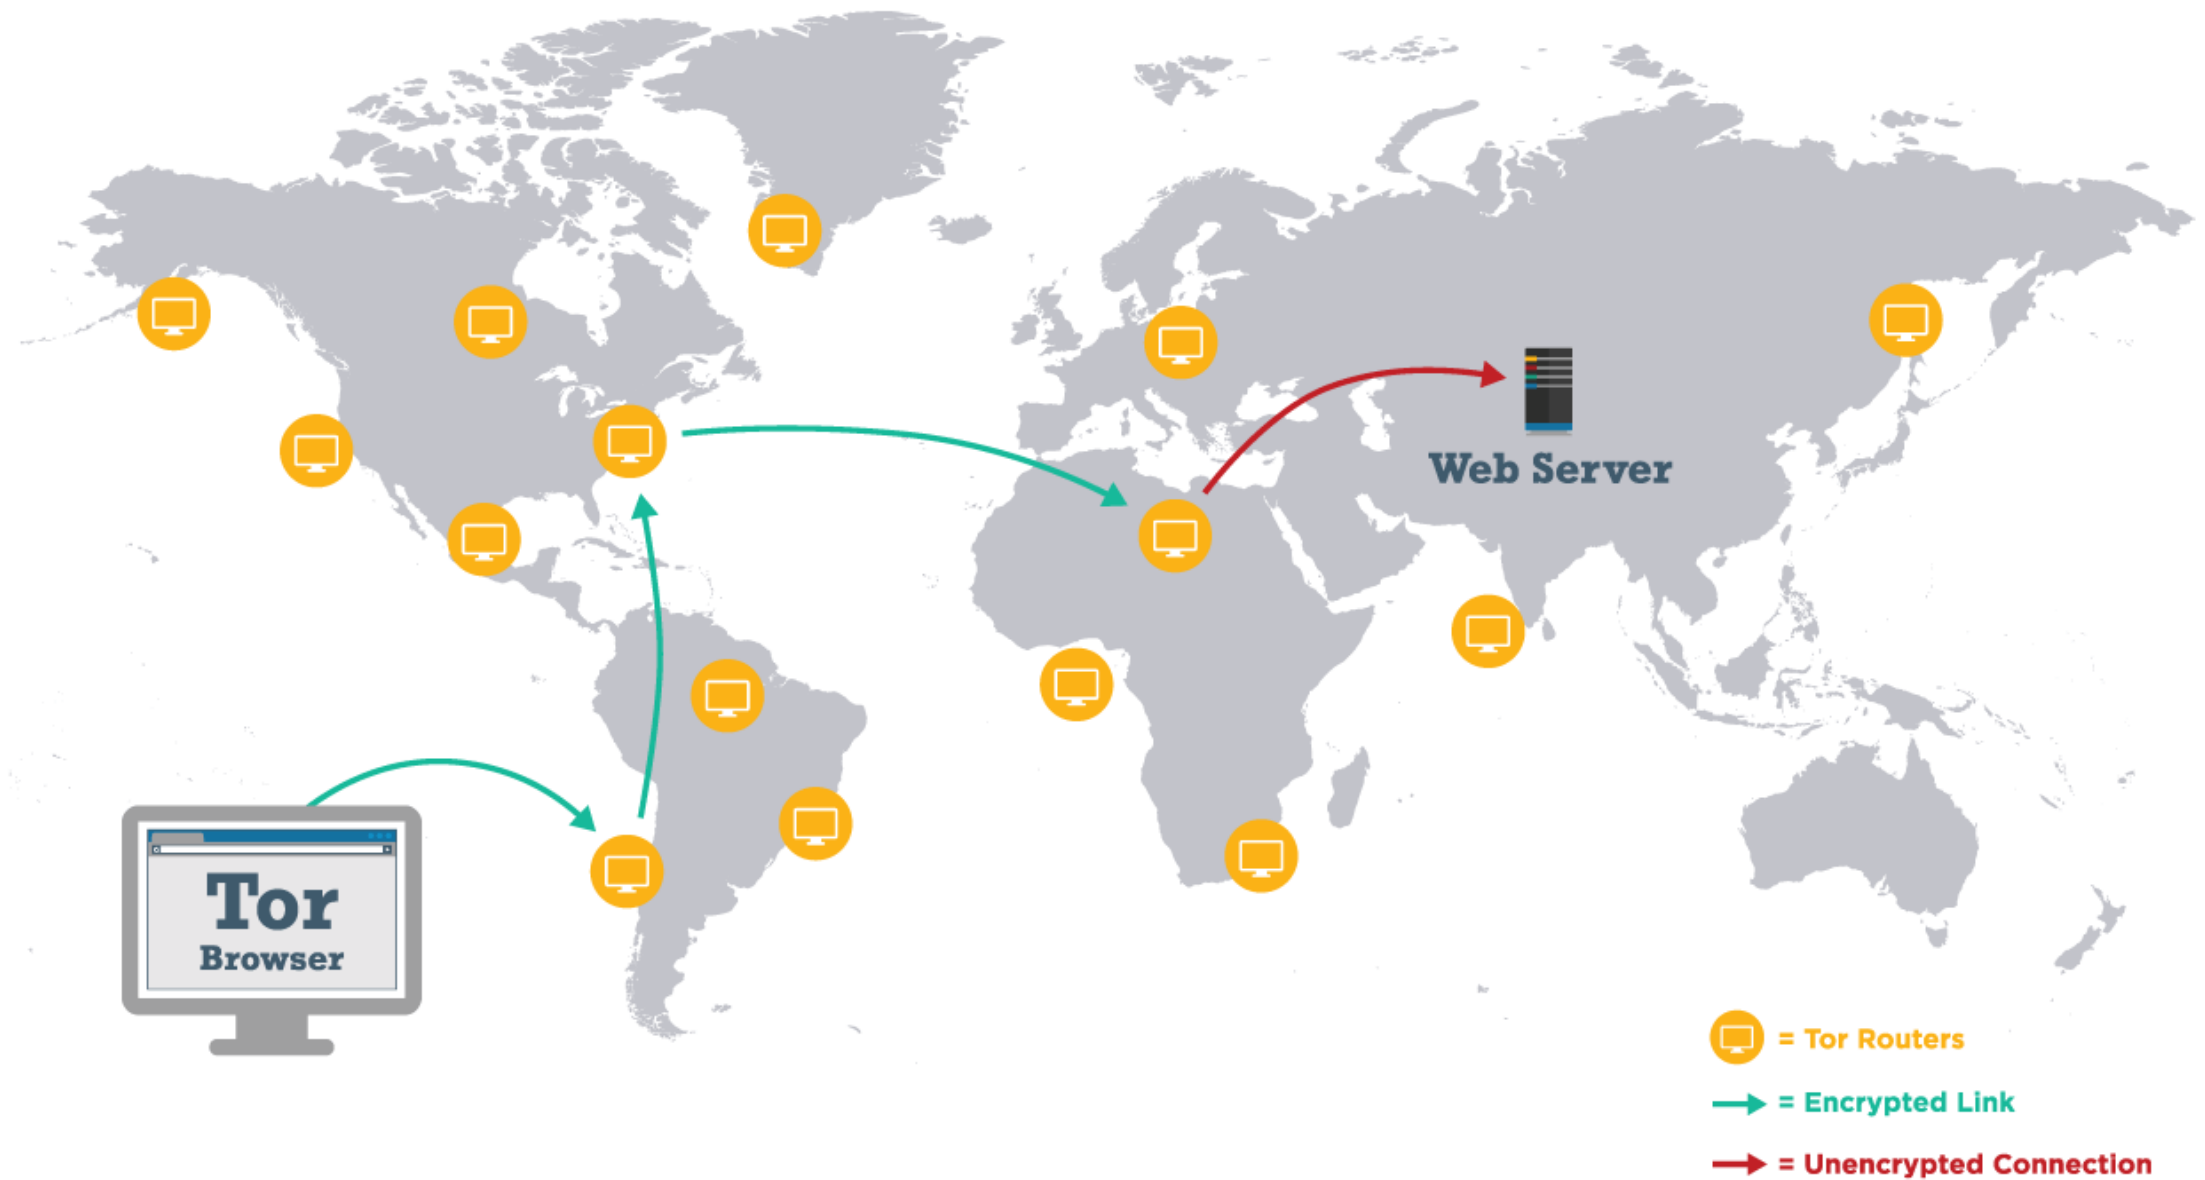 Web Server
Tor
Browser
= Tor Routers
= Encrypted Link
= Unencrypted Connection